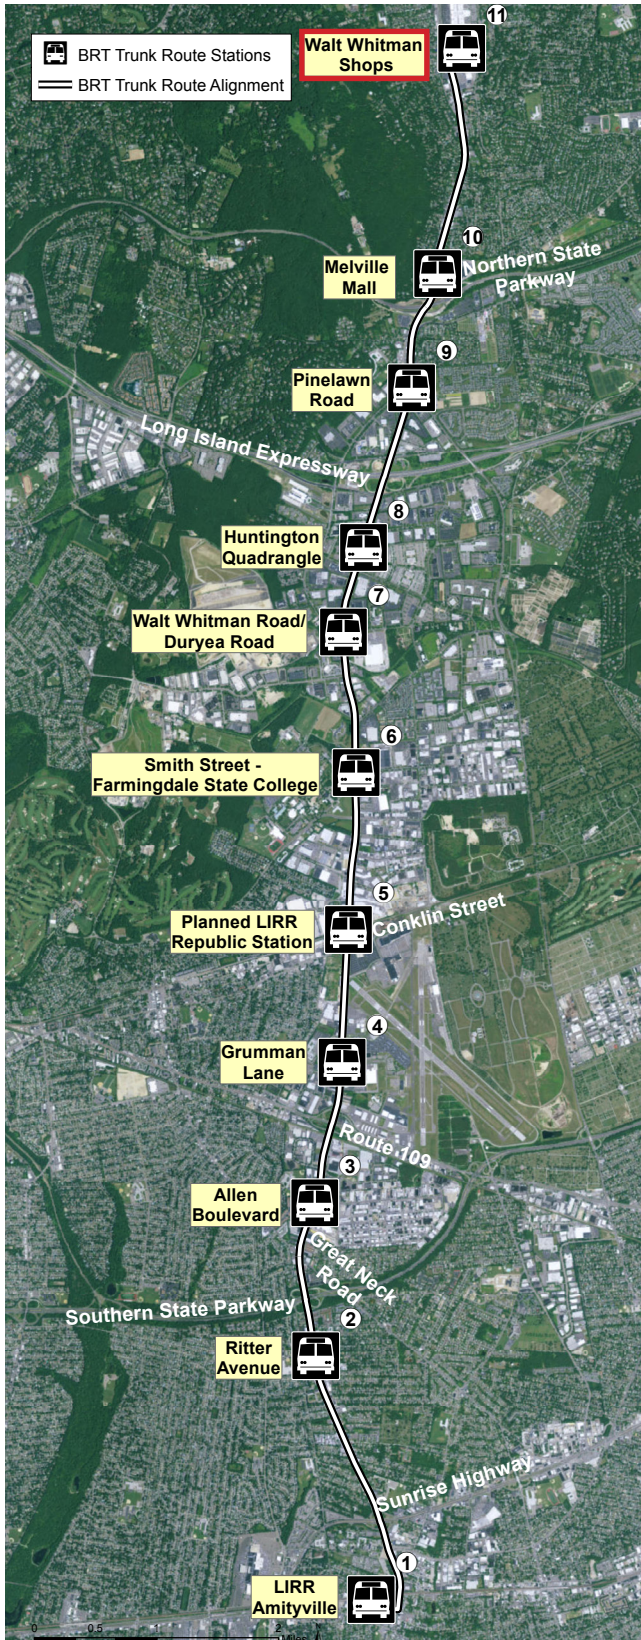 11
Walt Whitman
Shops
BRT Trunk Route Stations
BRT Trunk Route Alignment
10
Melville
Mall
Northern State
Parkway
9
Pinelawn
Road
Long Island Expressway
8
Huntington
Quadrangle
7
Walt Whitman Road/
Duryea Road
6
Smith Street -
Farmingdale State College
5
Planned LIRR
Republic Station
Conklin Street
4
Grumman
Lane
Route 109
3
Allen
Boulevard
Great Neck
Road
Southern State Parkway
2
Ritter
Avenue
Sunrise Highway
1
LIRR
Amityville
0 0.5 1 2
Miles